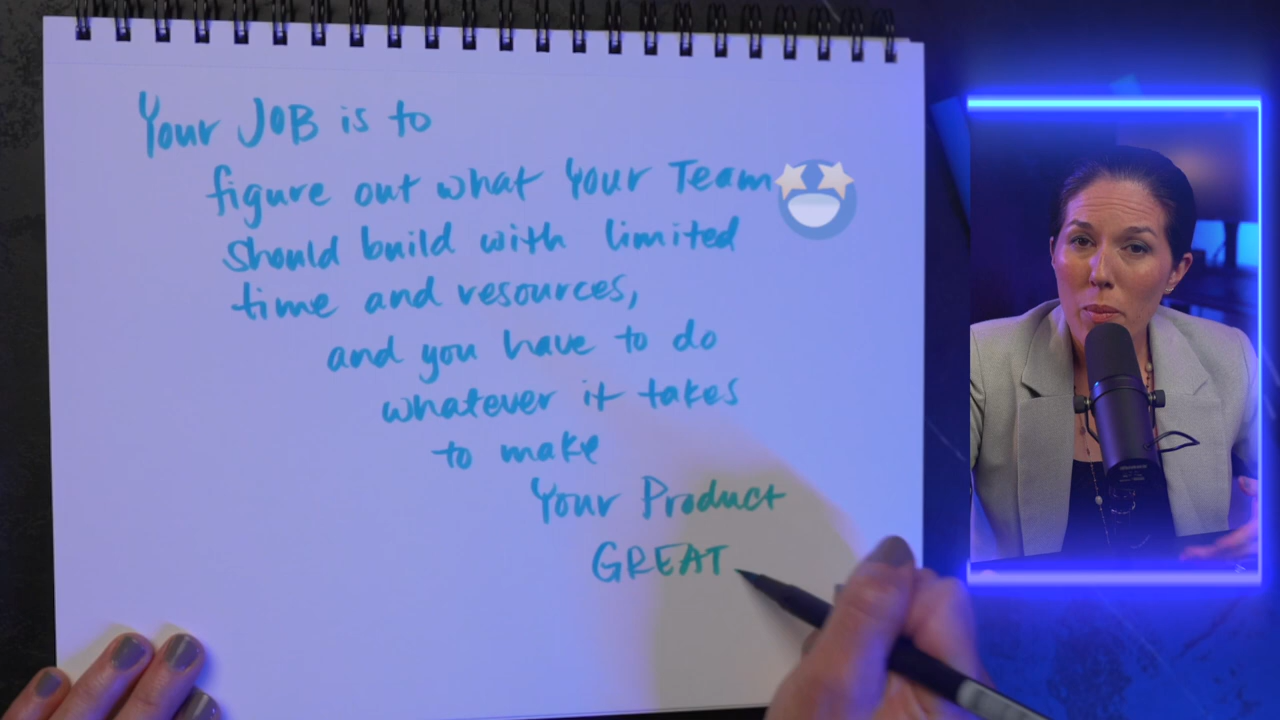 Your JOB is to
figure out what Your Team
should build with limited
time and resources,
and you have to do
whatever it takes
to make
Your Product
GREAT